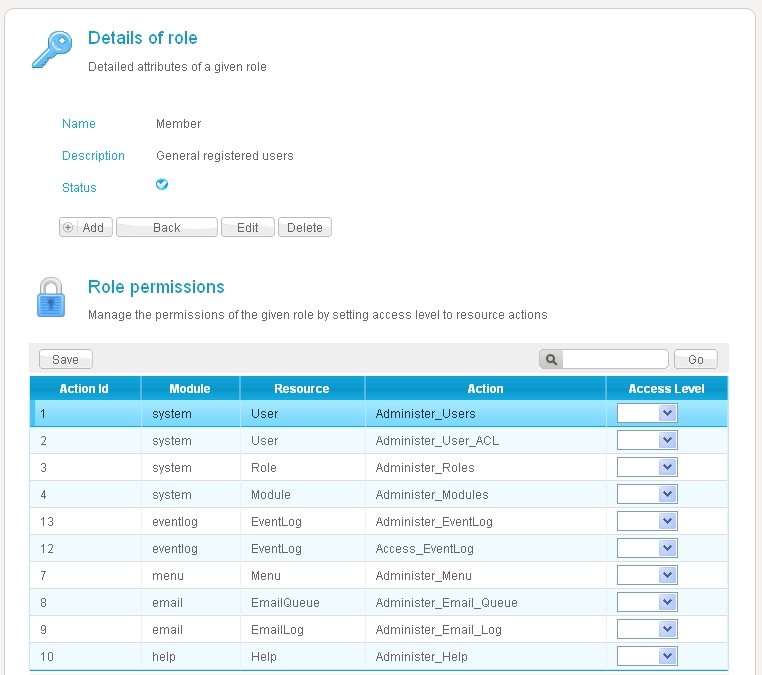 Details of role
Detailed attributes of a given role
Name Member
Description General registered users
Status
Add Back Edit Delete
Role permissions
Manage the permissions of the given role by setting access level to resource actions
Save Go
Action Id Module Resource Action Access Level
1 system User Administer_Users
2 system User Administer_User_ACL
3 system Role Administer_Roles
4 system Module Administer_Modules
13 eventlog EventLog Administer_EventLog
12 eventlog EventLog Access_EventLog
7 menu Menu Administer_Menu
8 email EmailQueue Administer_Email_Queue
9 email EmailLog Administer_Email_Log
10 help Help Administer_Help